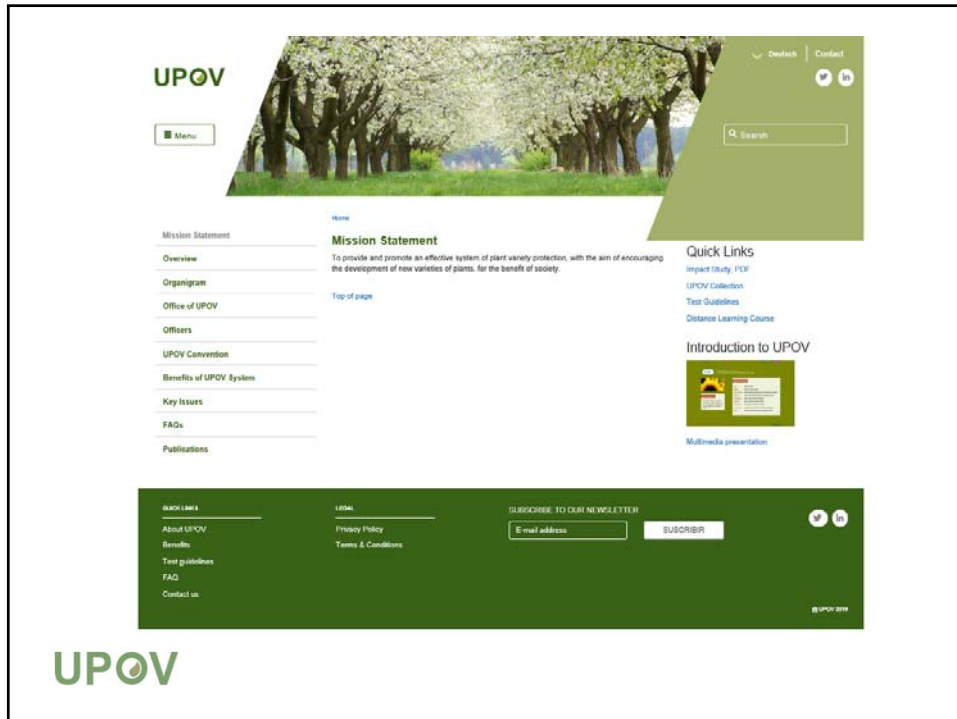 UPOV
Deutsch
Contact
Menu
Search
Home
Mission Statement
Overview
Organigram
Office of UPOV
Officers
UPOV Convention
Benefits of UPOV System
Key Issues
FAQs
Publications
Mission Statement
To provide and promote an effective system of plant variety protection, with the aim of encouraging
the development of new varieties of plants, for the benefit of society.
Top of page
Quick Links
Impact Study, PDF
UPOV Collection
Test Guidelines
Distance Learning Course
Introduction to UPOV
Multimedia presentation
QUICK LINKS
About UPOV
Benefits
Test guidelines
FAQ
Contact us
LEGAL
Privacy Policy
Terms & Conditions
SUBSCRIBE TO OUR NEWSLETTER
E-mail address
SUSCRIBIR
UPOV 2019
UPOV